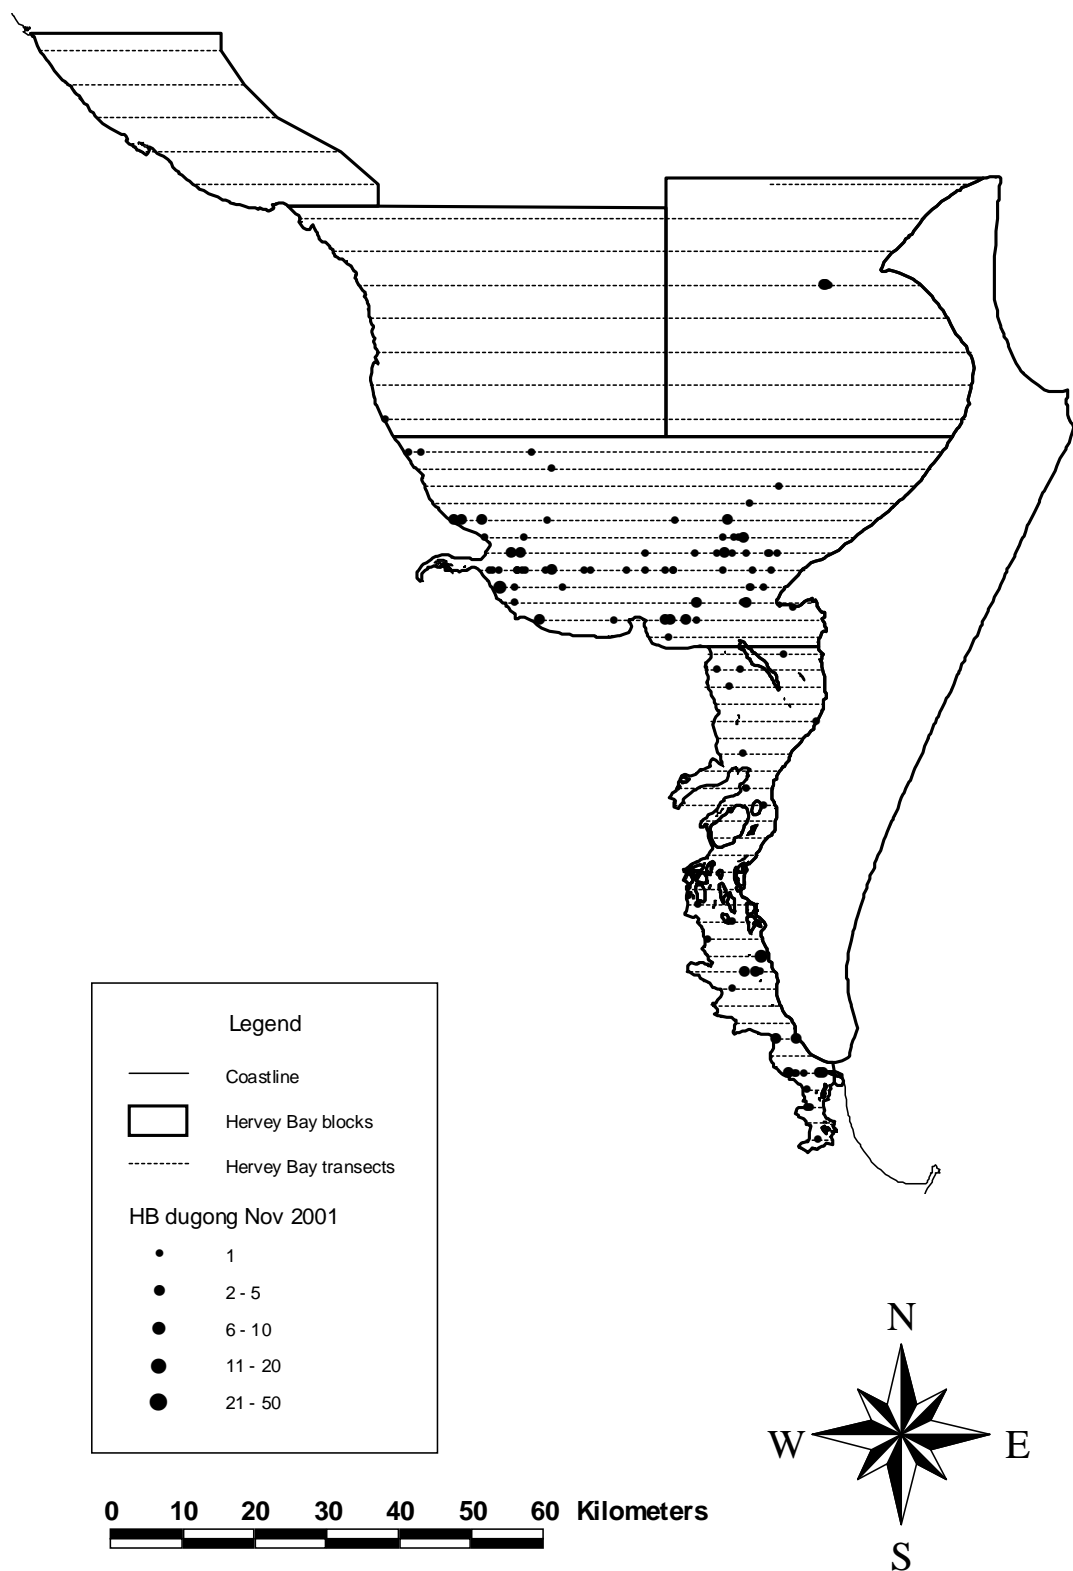 Legend
Coastline
Hervey Bay blocks
Hervey Bay transects
HB dugong Nov 2001
1
2 - 5
6 - 10
11 - 20
21 - 50
N
W E
S
0 10 20 30 40 50 60 Kilometers